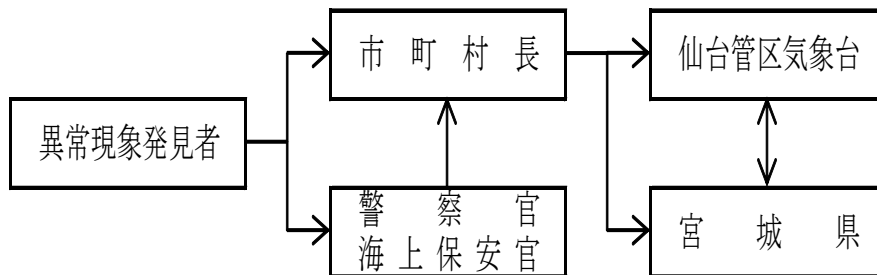 市町村長
仙台管区気象台
異常現象発見者
警察官
海上保安官
宮城県